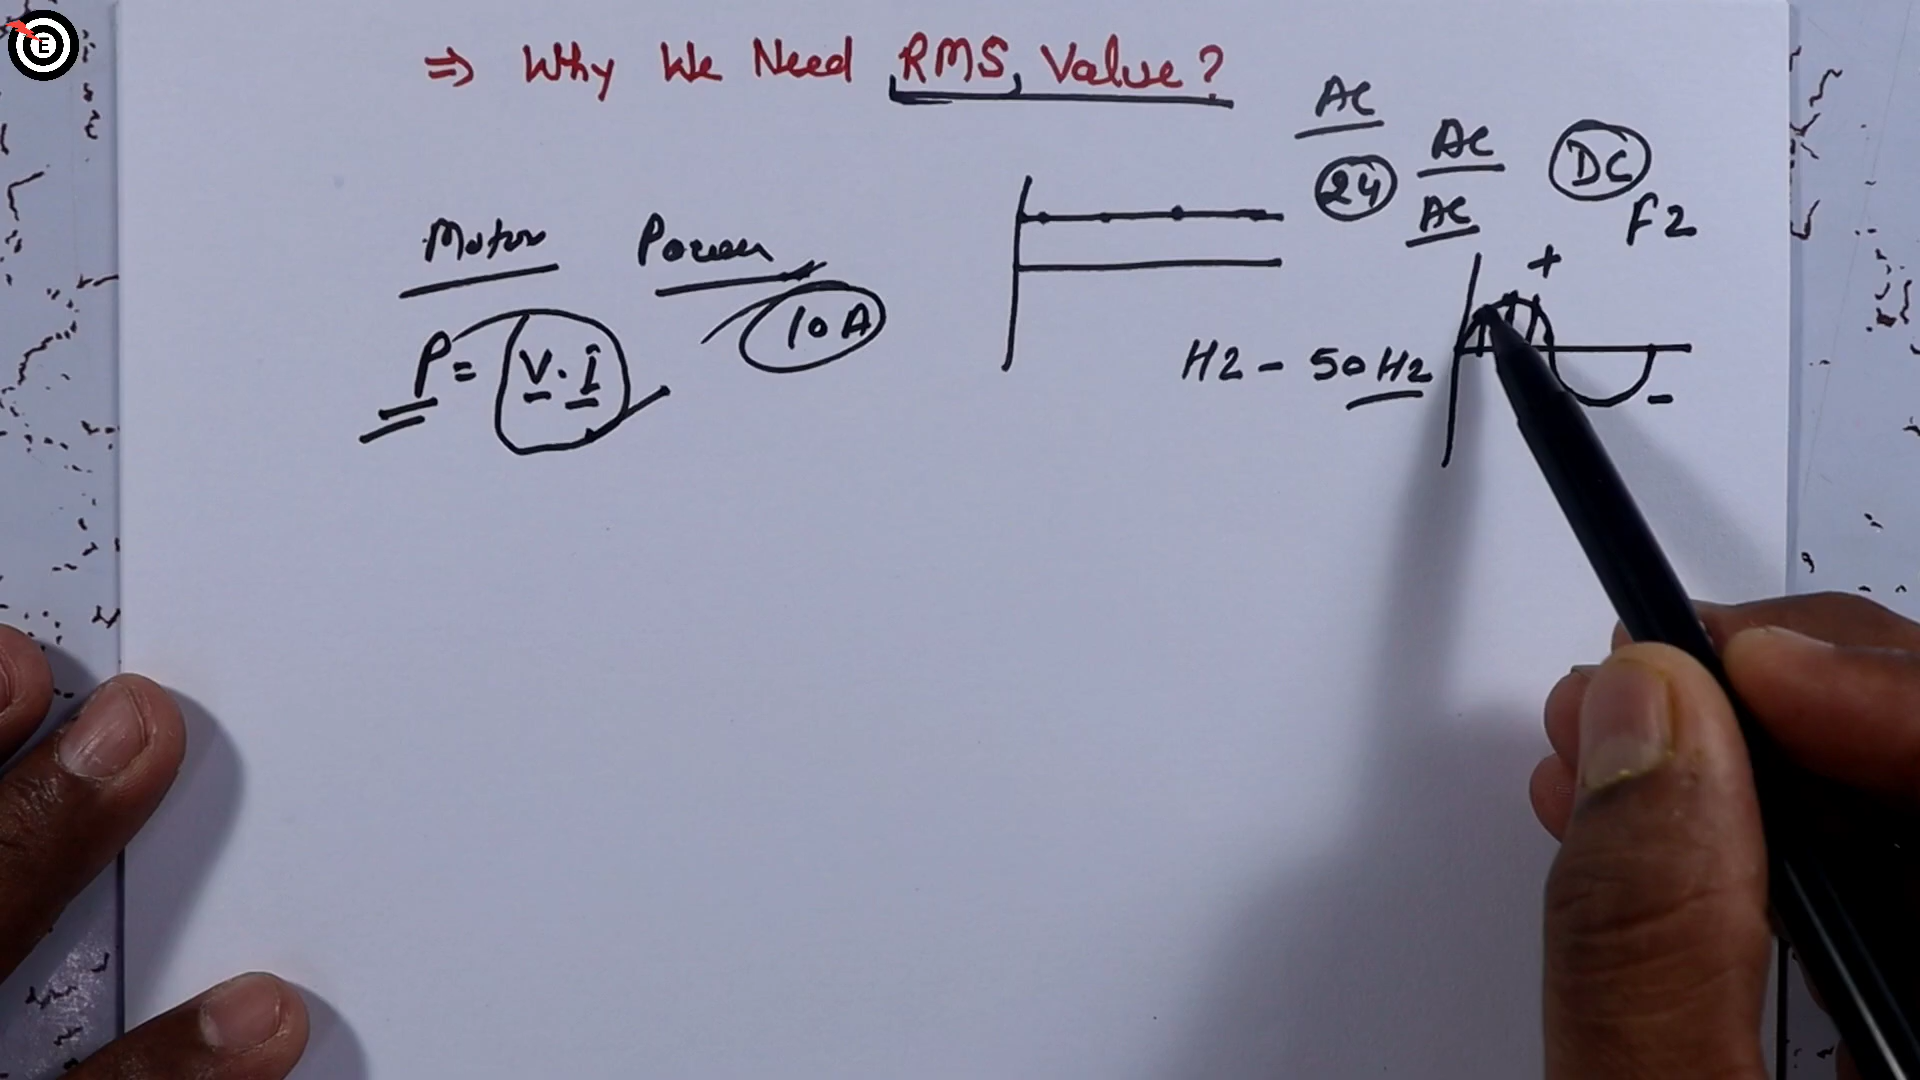 E
⇒ Why We Need RMS Value?
AC
24
AC
AC
DC
F2
Motor Power
10 A
P = V . I
H2 - 50 H2
+
-